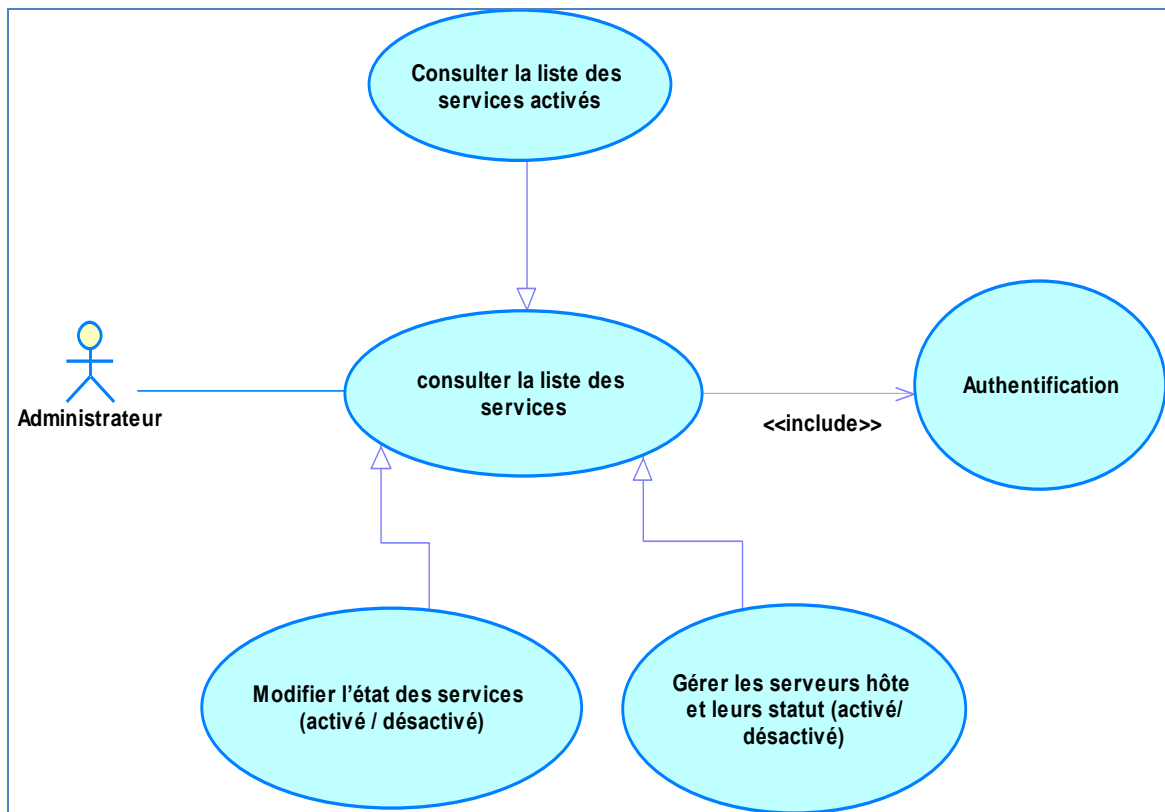 Consulter la liste des
services activés
Administrateur
consulter la liste des
services
<<include>>
Authentification
Modifier l’état des services
(activé / désactivé)
Gérer les serveurs hôte
et leurs statut (activé/
désactivé)